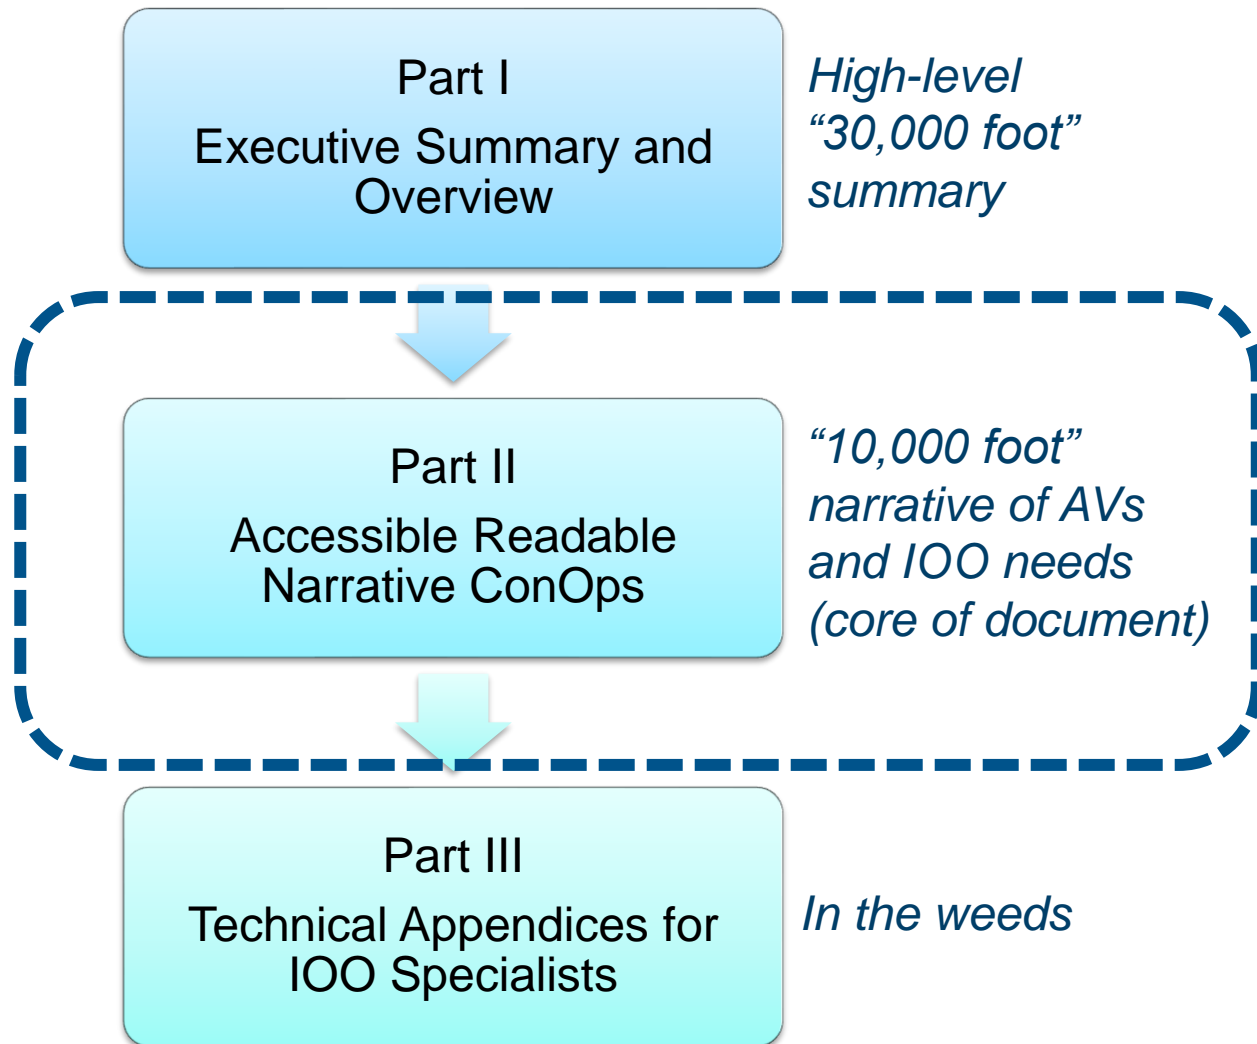 Part I
Executive Summary and
Overview
High-level
“30,000 foot”
summary
Part II
Accessible Readable
Narrative ConOps
“10,000 foot”
narrative of AVs
and IOO needs
(core of document)
Part III
Technical Appendices for
IOO Specialists
In the weeds